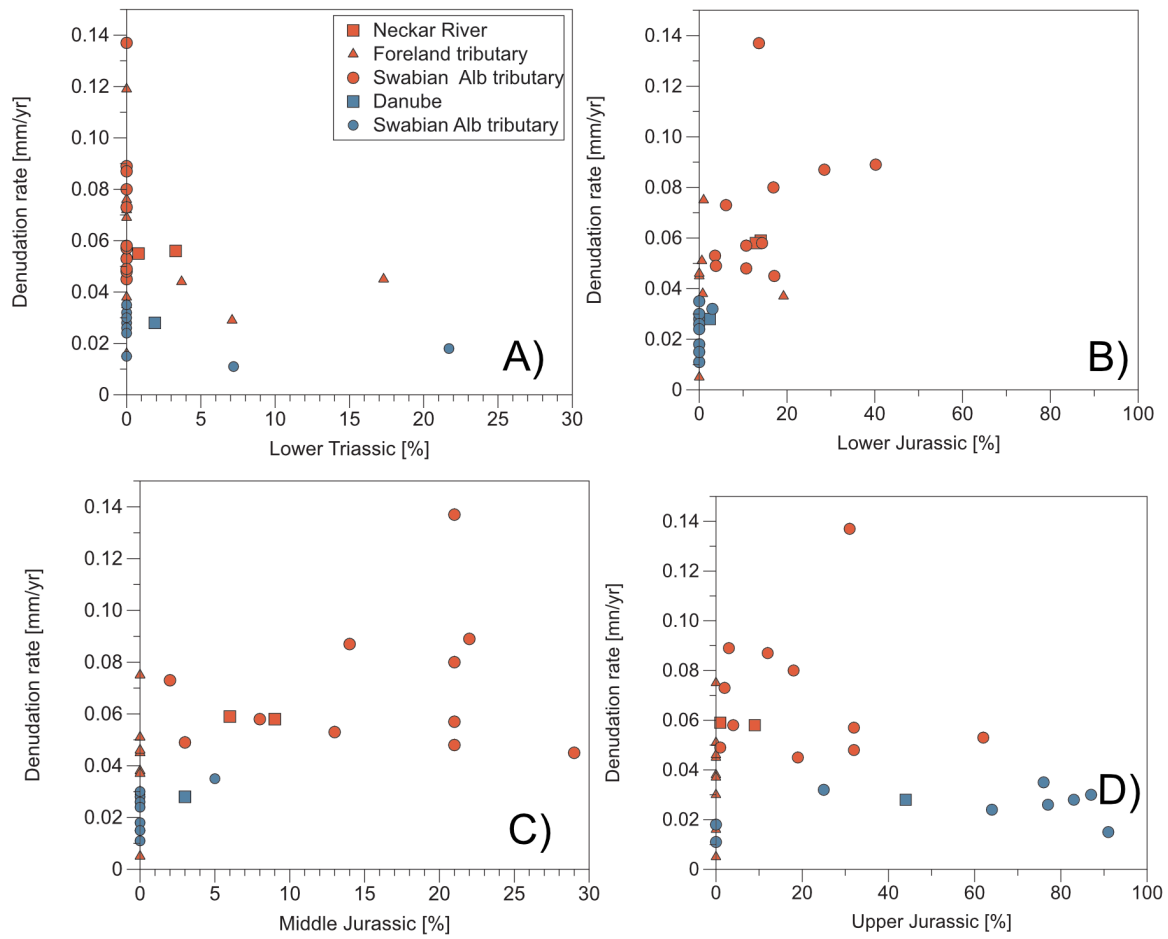 0.14
0.12
0.10
0.08
0.06
0.04
0.02
0
Denudation rate [mm/yr]
Neckar River
Foreland tributary
Swabian Alb tributary
Danube
Swabian Alb tributary
A)
0 5 10 15 20 25 30
Lower Triassic [%]
0.14
0.12
0.10
0.08
0.06
0.04
0.02
0
Denudation rate [mm/yr]
B)
0 20 40 60 80 100
Lower Jurassic [%]
0.14
0.12
0.10
0.08
0.06
0.04
0.02
0
Denudation rate [mm/yr]
C)
0 5 10 15 20 25 30
Middle Jurassic [%]
0.14
0.12
0.10
0.08
0.06
0.04
0.02
0
Denudation rate [mn/yr]
D)
0 20 40 60 80 100
Upper Jurassic [%]